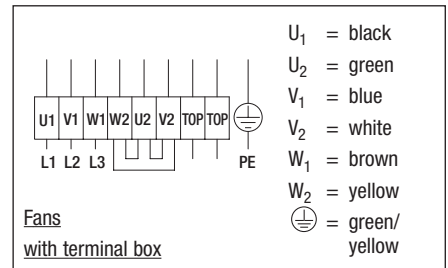 U1 V1 W1 W2 U2 V2 TOP TOP
L1 L2 L3 PE
Fans
with terminal box
U₁ = black
U₂ = green
V₁ = blue
V₂ = white
W₁ = brown
W₂ = yellow
⏚ = green/
yellow